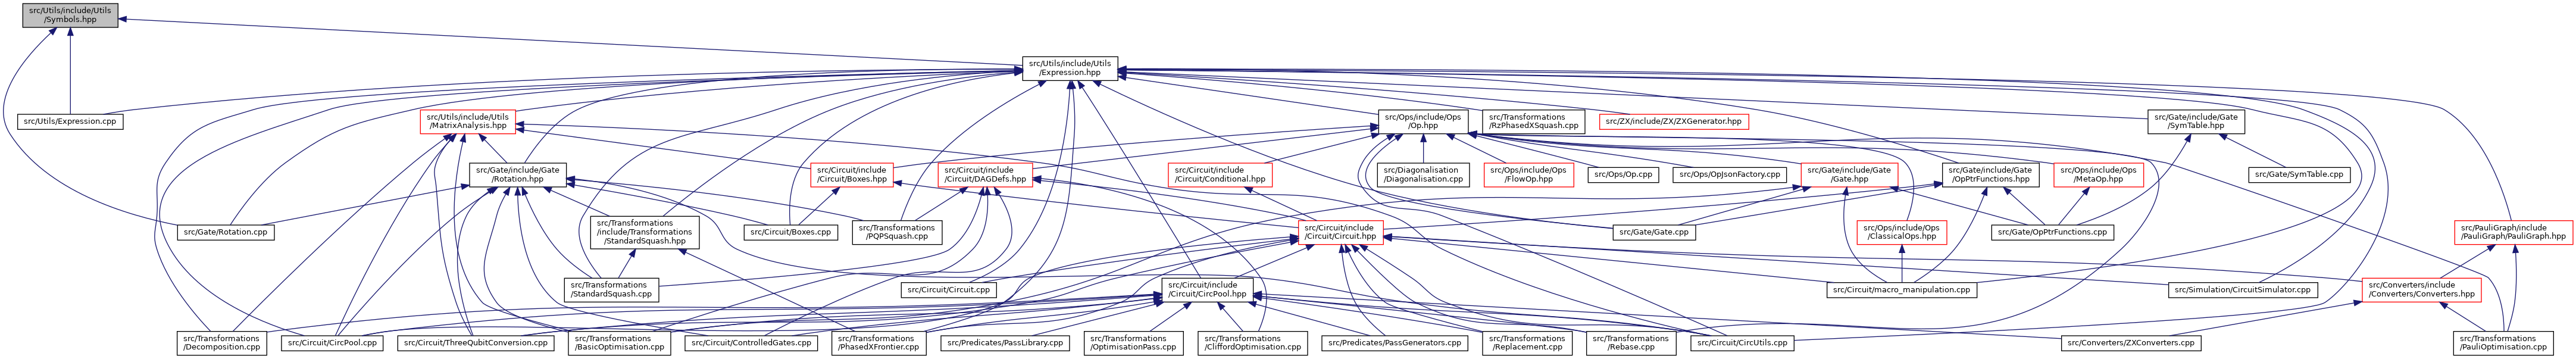 src/Utils/include/Utils
/Symbols.hpp
src/Utils/include/Utils
/Expression.hpp
src/Utils/Expression.cpp
src/Utils/include/Utils
/MatrixAnalysis.hpp
src/Ops/include/Ops
/Op.hpp
src/Transformations
/RzPhasedXSquash.cpp
src/ZX/include/ZX/ZXGenerator.hpp
src/Gate/include/Gate
/SymTable.hpp
src/Gate/include/Gate
/Rotation.hpp
src/Circuit/include
/Circuit/Boxes.hpp
src/Circuit/include
/Circuit/DAGDefs.hpp
src/Circuit/include
/Circuit/Conditional.hpp
src/Diagonalisation
/Diagonalisation.cpp
src/Ops/include/Ops
/FlowOp.hpp
src/Ops/Op.cpp
src/Ops/OpJsonFactory.cpp
src/Gate/include/Gate
/Gate.hpp
src/Gate/include/Gate
/OpPtrFunctions.hpp
src/Ops/include/Ops
/MetaOp.hpp
src/Gate/SymTable.cpp
src/Gate/Rotation.cpp
src/Transformations
/include/Transformations
/StandardSquash.hpp
src/Circuit/Boxes.cpp
src/Transformations
/PQPSquash.cpp
src/Circuit/include
/Circuit/Circuit.hpp
src/Gate/Gate.cpp
src/Ops/include/Ops
/ClassicalOps.hpp
src/Gate/OpPtrFunctions.cpp
src/PauliGraph/include
/PauliGraph/PauliGraph.hpp
src/Transformations
/StandardSquash.cpp
src/Circuit/Circuit.cpp
src/Circuit/include
/Circuit/CircPool.hpp
src/Circuit/macro_manipulation.cpp
src/Simulation/CircuitSimulator.cpp
src/Converters/include
/Converters/Converters.hpp
src/Transformations
/Decomposition.cpp
src/Circuit/CircPool.cpp
src/Circuit/ThreeQubitConversion.cpp
src/Transformations
/BasicOptimisation.cpp
src/Circuit/ControlledGates.cpp
src/Transformations
/PhasedXFrontier.cpp
src/Predicates/PassLibrary.cpp
src/Transformations
/OptimisationPass.cpp
src/Transformations
/CliffordOptimisation.cpp
src/Predicates/PassGenerators.cpp
src/Transformations
/Replacement.cpp
src/Transformations
/Rebase.cpp
src/Circuit/CircUtils.cpp
src/Converters/ZXConverters.cpp
src/Transformations
/PauliOptimisation.cpp